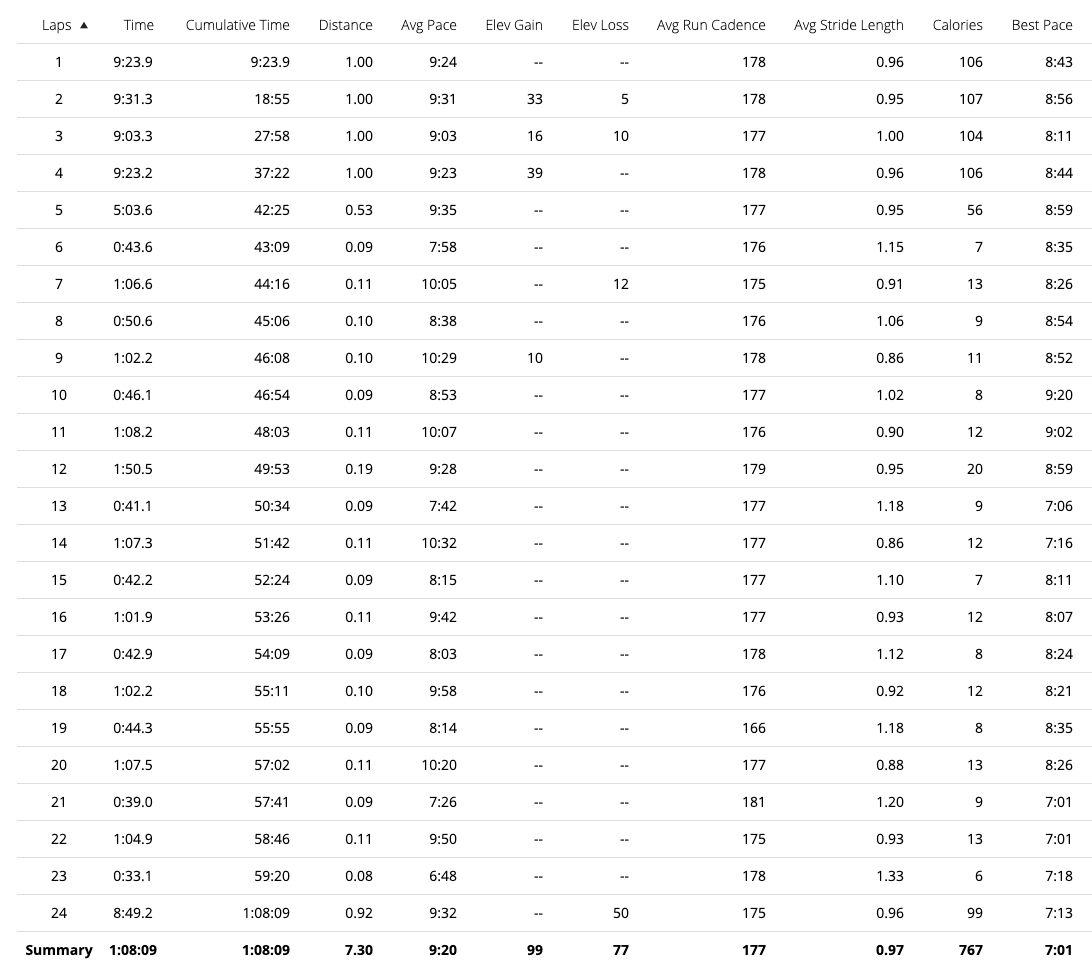 Laps ▲ Time Cumulative Time Distance Avg Pace Elev Gain Elev Loss Avg Run Cadence Avg Stride Length Calories Best Pace
1 9:23.9 9:23.9 1.00 9:24 -- -- 178 0.96 106 8:43
2 9:31.3 18:55 1.00 9:31 33 5 178 0.95 107 8:56
3 9:03.3 27:58 1.00 9:03 16 10 177 1.00 104 8:11
4 9:23.2 37:22 1.00 9:23 39 -- 178 0.96 106 8:44
5 5:03.6 42:25 0.53 9:35 -- -- 177 0.95 56 8:59
6 0:43.6 43:09 0.09 7:58 -- -- 176 1.15 7 8:35
7 1:06.6 44:16 0.11 10:05 -- 12 175 0.91 13 8:26
8 0:50.6 45:06 0.10 8:38 -- -- 176 1.06 9 8:54
9 1:02.2 46:08 0.10 10:29 10 -- 178 0.86 11 8:52
10 0:46.1 46:54 0.09 8:53 -- -- 177 1.02 8 9:20
11 1:08.2 48:03 0.11 10:07 -- -- 176 0.90 12 9:02
12 1:50.5 49:53 0.19 9:28 -- -- 179 0.95 20 8:59
13 0:41.1 50:34 0.09 7:42 -- -- 177 1.18 9 7:06
14 1:07.3 51:42 0.11 10:32 -- -- 177 0.86 12 7:16
15 0:42.2 52:24 0.09 8:15 -- -- 177 1.10 7 8:11
16 1:01.9 53:26 0.11 9:42 -- -- 177 0.93 12 8:07
17 0:42.9 54:09 0.09 8:03 -- -- 178 1.12 8 8:24
18 1:02.2 55:11 0.10 9:58 -- -- 176 0.92 12 8:21
19 0:44.3 55:55 0.09 8:14 -- -- 166 1.18 8 8:35
20 1:07.5 57:02 0.11 10:20 -- -- 177 0.88 13 8:26
21 0:39.0 57:41 0.09 7:26 -- -- 181 1.20 9 7:01
22 1:04.9 58:46 0.11 9:50 -- -- 175 0.93 13 7:01
23 0:33.1 59:20 0.08 6:48 -- -- 178 1.33 6 7:18
24 8:49.2 1:08:09 0.92 9:32 -- 50 175 0.96 99 7:13
Summary 1:08:09 1:08:09 7.30 9:20 99 77 177 0.97 767 7:01